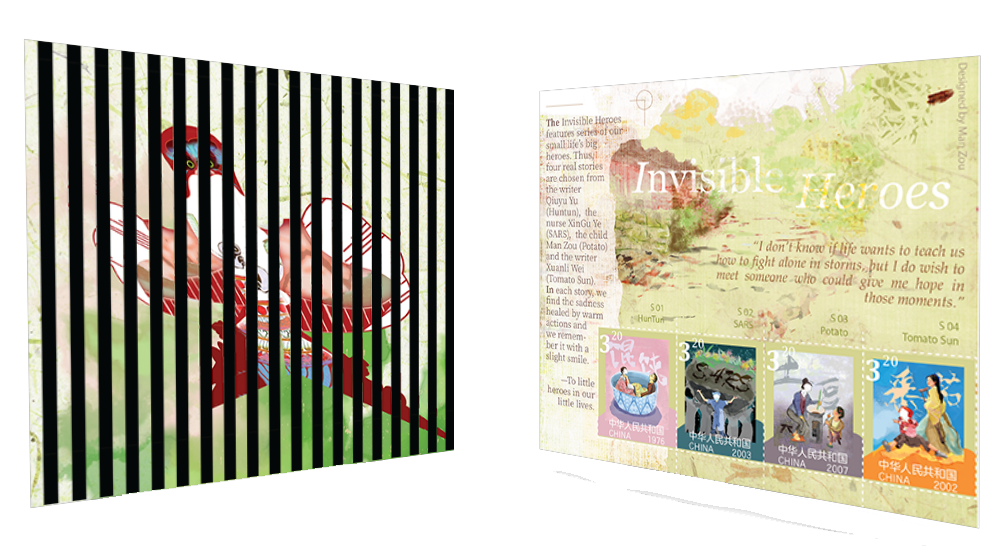 The Invisible Heroes
features series of our
small life's big
heroes. Thus,
four real stories
are chosen from
the writer
Qiuyu Yu
(Huntun), the
nurse XinGu Ye
(SARS), the child
Man Zou (Potato)
and the writer
Xuanli Wei
(Tomato Sun).
In each story, we
find the sadness
healed by warm
actions and
we remem-
ber it with a
slight smile.
—To little
heroes in our
little lives.
Invisible Heroes
"I don't know if life wants to teach us
how to fight alone in storms, but I do wish to
meet someone who could give me hope in
those moments."
Designed by Man Zou
S 01
HunTun
S 02
SARS
S 03
Potato
S 04
Tomato Sun
3 20
中华人民共和国
CHINA 1976
3 20
SARS
中华人民共和国
CHINA 2003
3 20
中华人民共和国
CHINA 2007
3 20
中华人民共和国
CHINA 2002